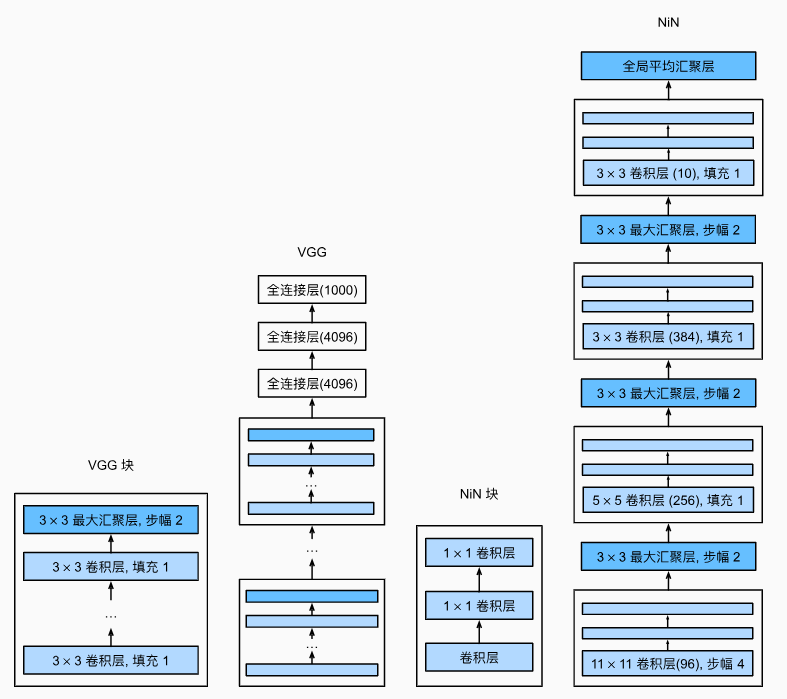 VGG 块
3 × 3 最大汇聚层, 步幅 2
3 × 3 卷积层, 填充 1
...
3 × 3 卷积层, 填充 1
VGG
全连接层(1000)
全连接层(4096)
全连接层(4096)
...
...
...
NiN 块
1 × 1 卷积层
1 × 1 卷积层
卷积层
NiN
全局平均汇聚层
3 × 3 卷积层 (10), 填充 1
3 × 3 最大汇聚层, 步幅 2
3 × 3 卷积层 (384), 填充 1
3 × 3 最大汇聚层, 步幅 2
5 × 5 卷积层 (256), 填充 1
3 × 3 最大汇聚层, 步幅 2
11 × 11 卷积层(96), 步幅 4